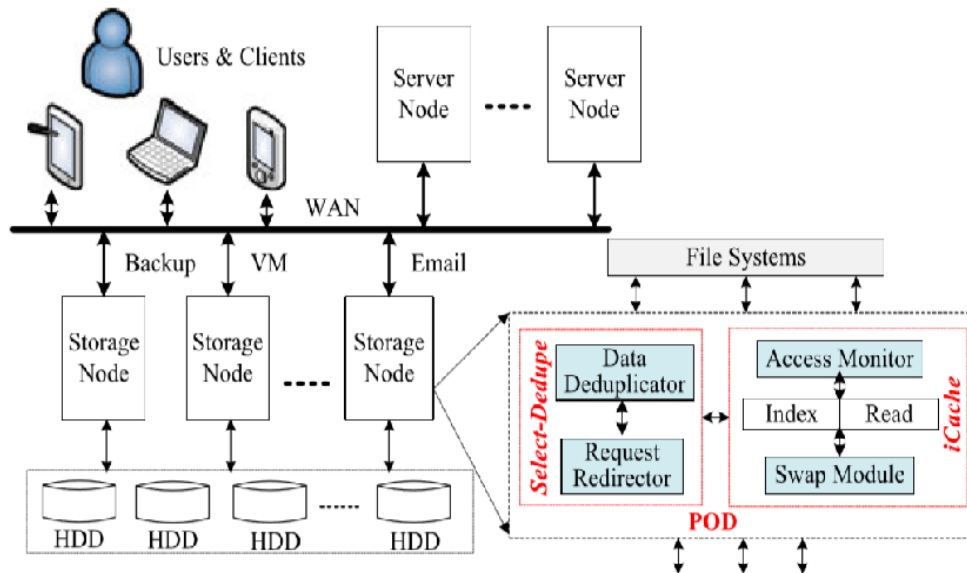 Users & Clients
Server
Node
Server
Node
WAN
Backup
VM
Email
Storage
Node
Storage
Node
Storage
Node
HDD
HDD
HDD
HDD
File Systems
Select-Dedupe
Data
Deduplicator
Request
Redirector
Access Monitor
Index
Read
Swap Module
iCache
POD